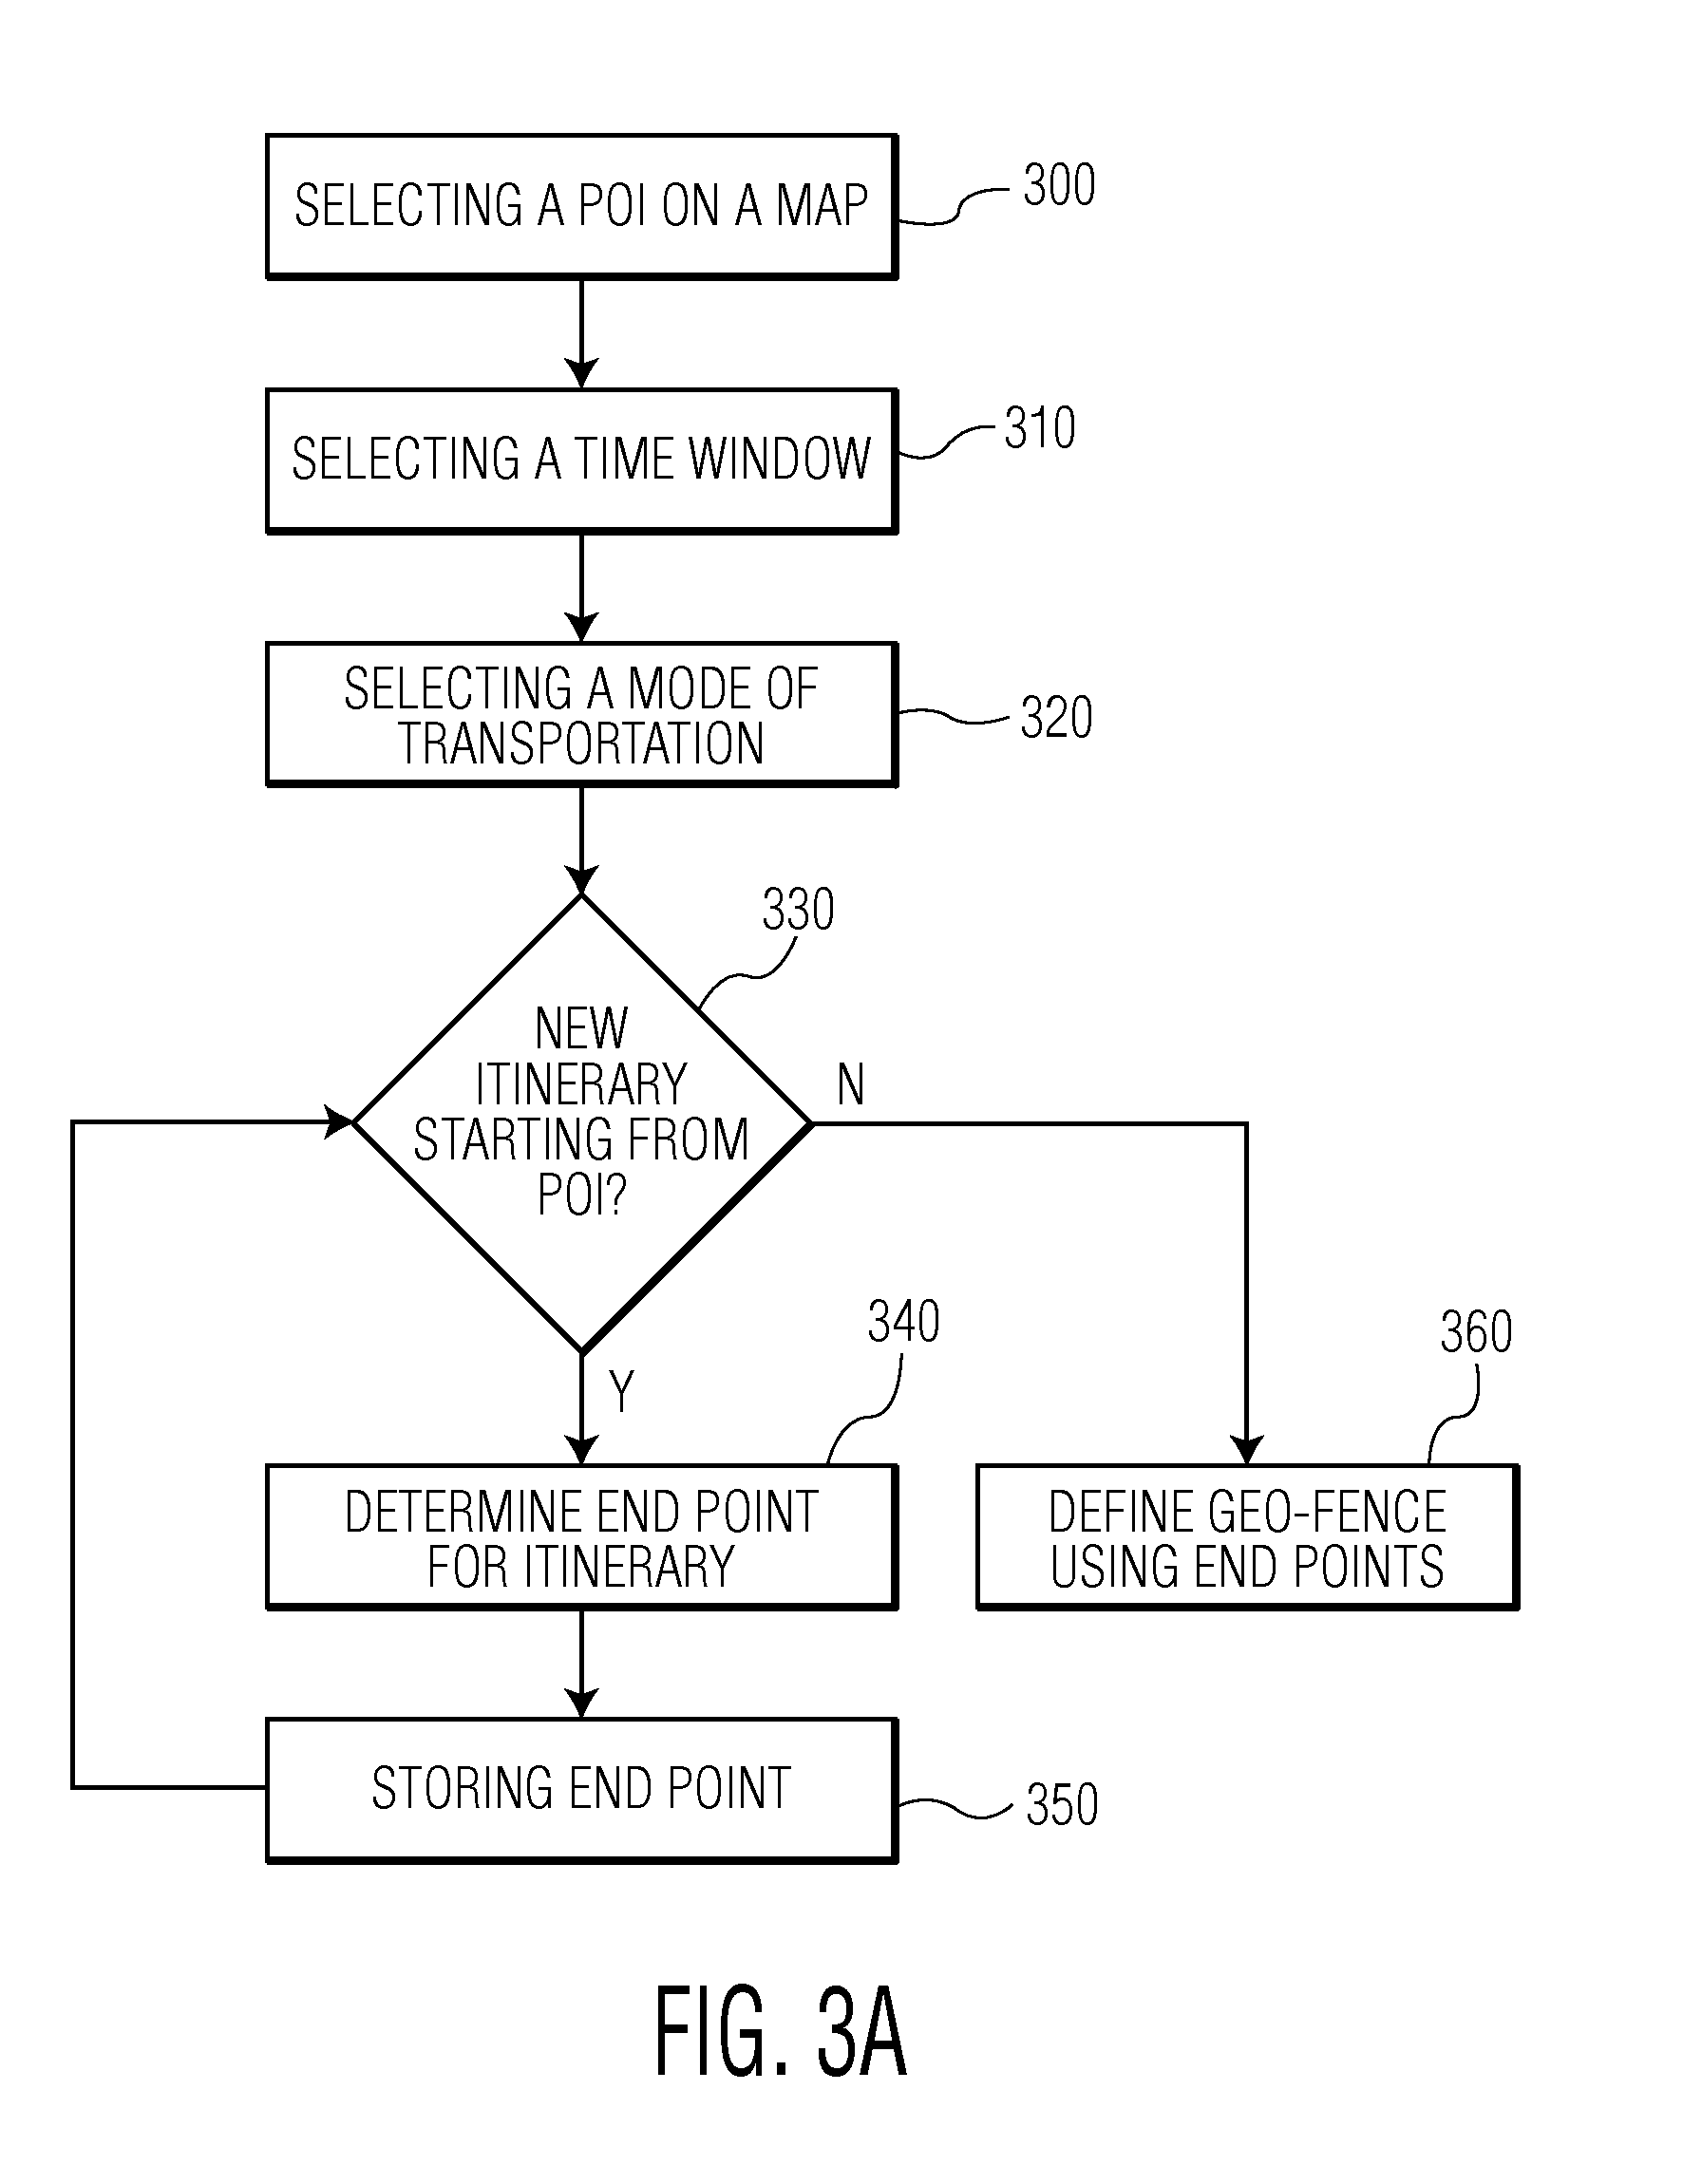 SELECTING A POI ON A MAP
300
SELECTING A TIME WINDOW
310
SELECTING A MODE OF
TRANSPORTATION
320
330
NEW
ITINERARY
STARTING FROM
POI?
N
Y
340
360
DETERMINE END POINT
FOR ITINERARY
DEFINE GEO-FENCE
USING END POINTS
STORING END POINT
350
FIG. 3A